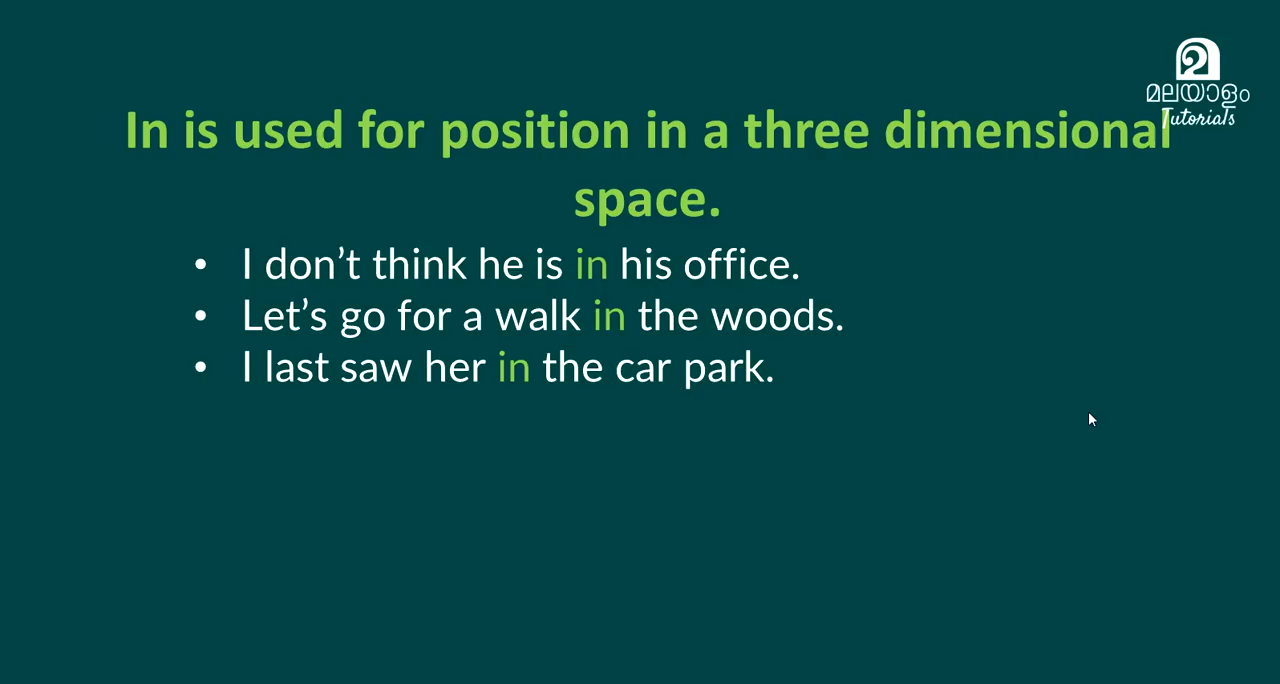 മ
മലയാളം
Tutorials
In is used for position in a three dimensional
space.
• I don’t think he is in his office.
• Let’s go for a walk in the woods.
• I last saw her in the car park.